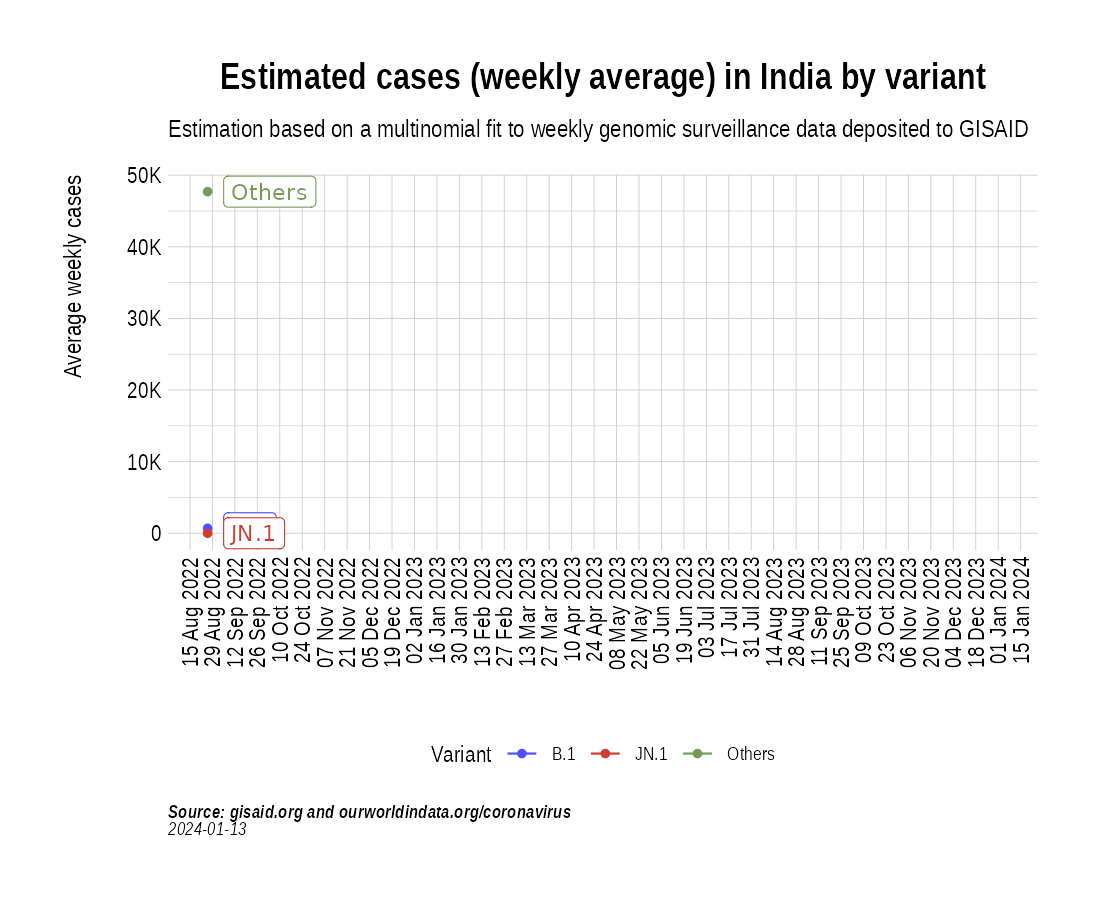 Estimated cases (weekly average) in India by variant
Estimation based on a multinomial fit to weekly genomic surveillance data deposited to GISAID
Average weekly cases
50K
40K
30K
20K
10K
0
Others
JN.1
15 Aug 2022
29 Aug 2022
12 Sep 2022
26 Sep 2022
10 Oct 2022
24 Oct 2022
07 Nov 2022
21 Nov 2022
05 Dec 2022
19 Dec 2022
02 Jan 2023
16 Jan 2023
30 Jan 2023
13 Feb 2023
27 Feb 2023
13 Mar 2023
27 Mar 2023
10 Apr 2023
24 Apr 2023
08 May 2023
22 May 2023
05 Jun 2023
19 Jun 2023
03 Jul 2023
17 Jul 2023
31 Jul 2023
14 Aug 2023
28 Aug 2023
11 Sep 2023
25 Sep 2023
09 Oct 2023
23 Oct 2023
06 Nov 2023
20 Nov 2023
04 Dec 2023
18 Dec 2023
01 Jan 2024
15 Jan 2024
Variant B.1 JN.1 Others
Source: gisaid.org and ourworldindata.org/coronavirus
2024-01-13